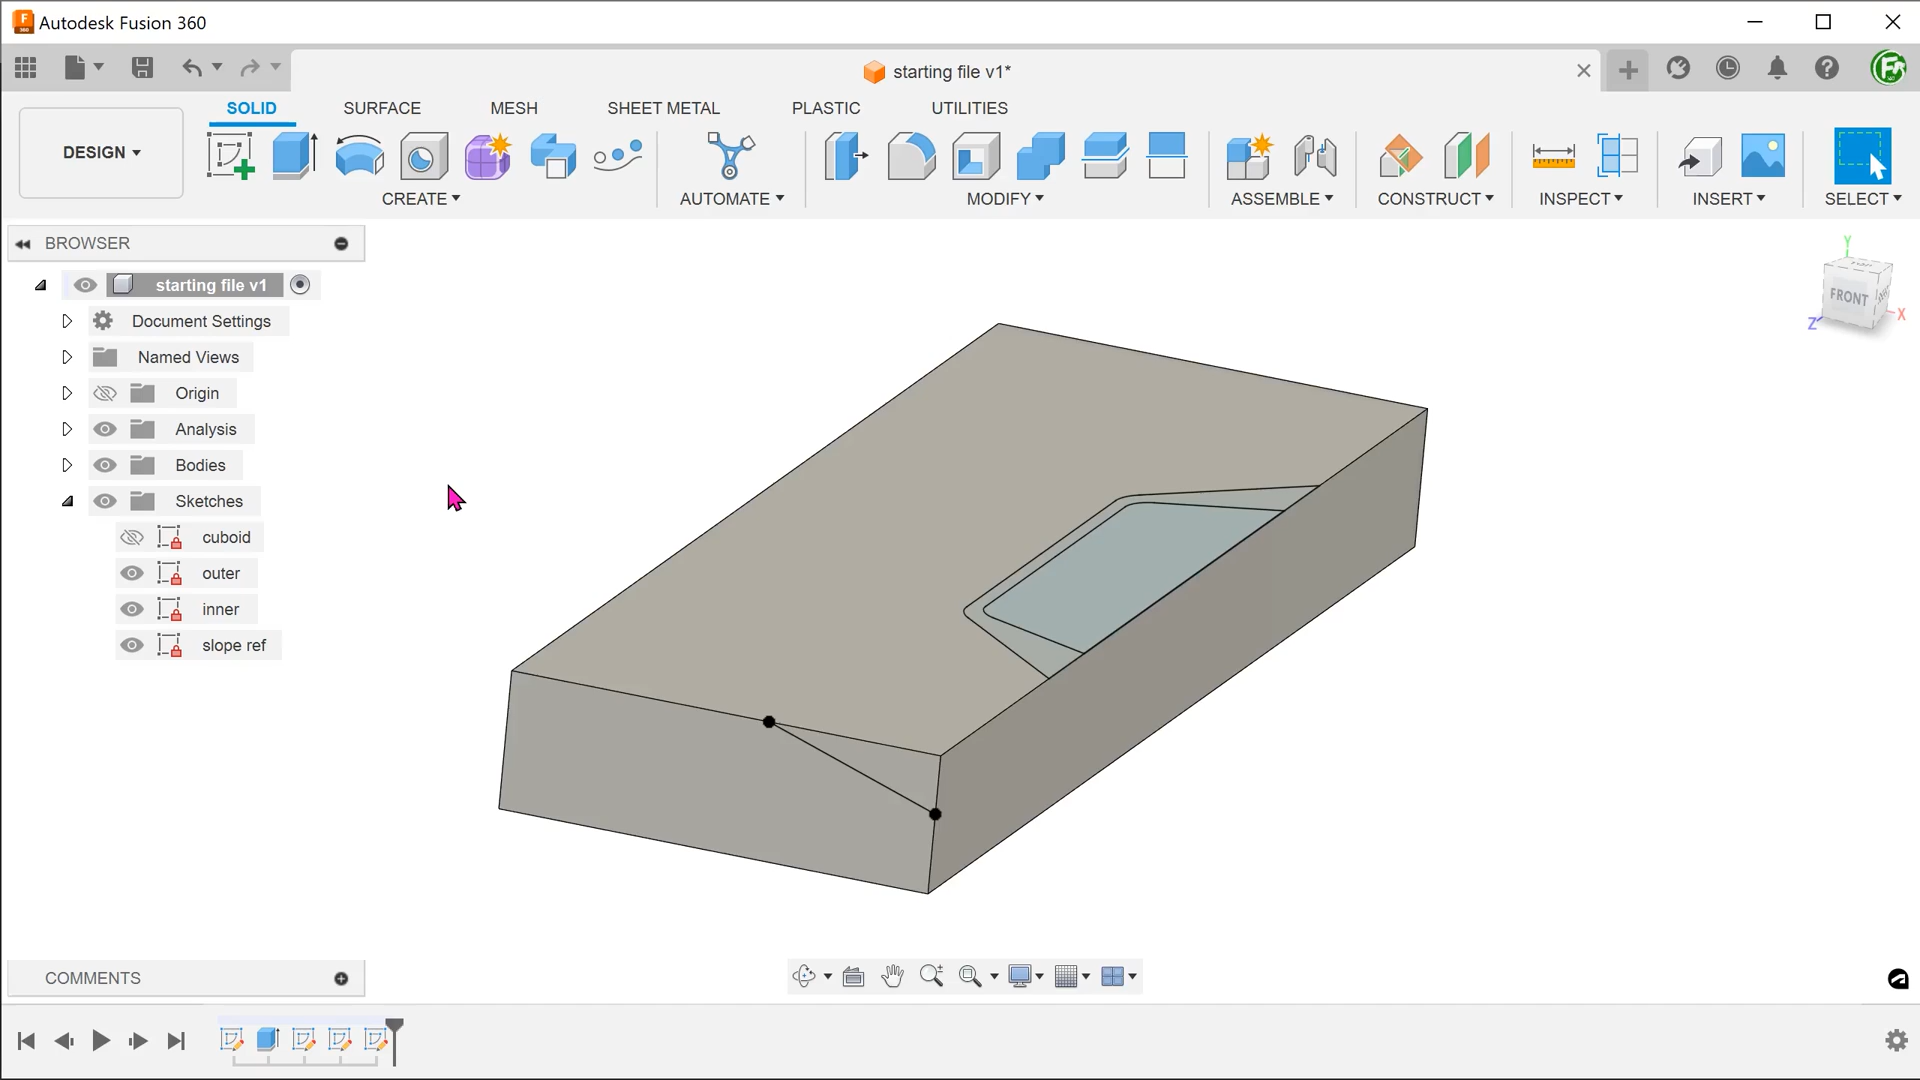 Autodesk Fusion 360
starting file v1*
SOLID SURFACE MESH SHEET METAL PLASTIC UTILITIES
DESIGN
CREATE AUTOMATE MODIFY ASSEMBLE CONSTRUCT INSPECT INSERT SELECT
BROWSER
starting file v1
Document Settings
Named Views
Origin
Analysis
Bodies
Sketches
cuboid
outer
inner
slope ref
Y
TOP
FRONT
Z
X
COMMENTS